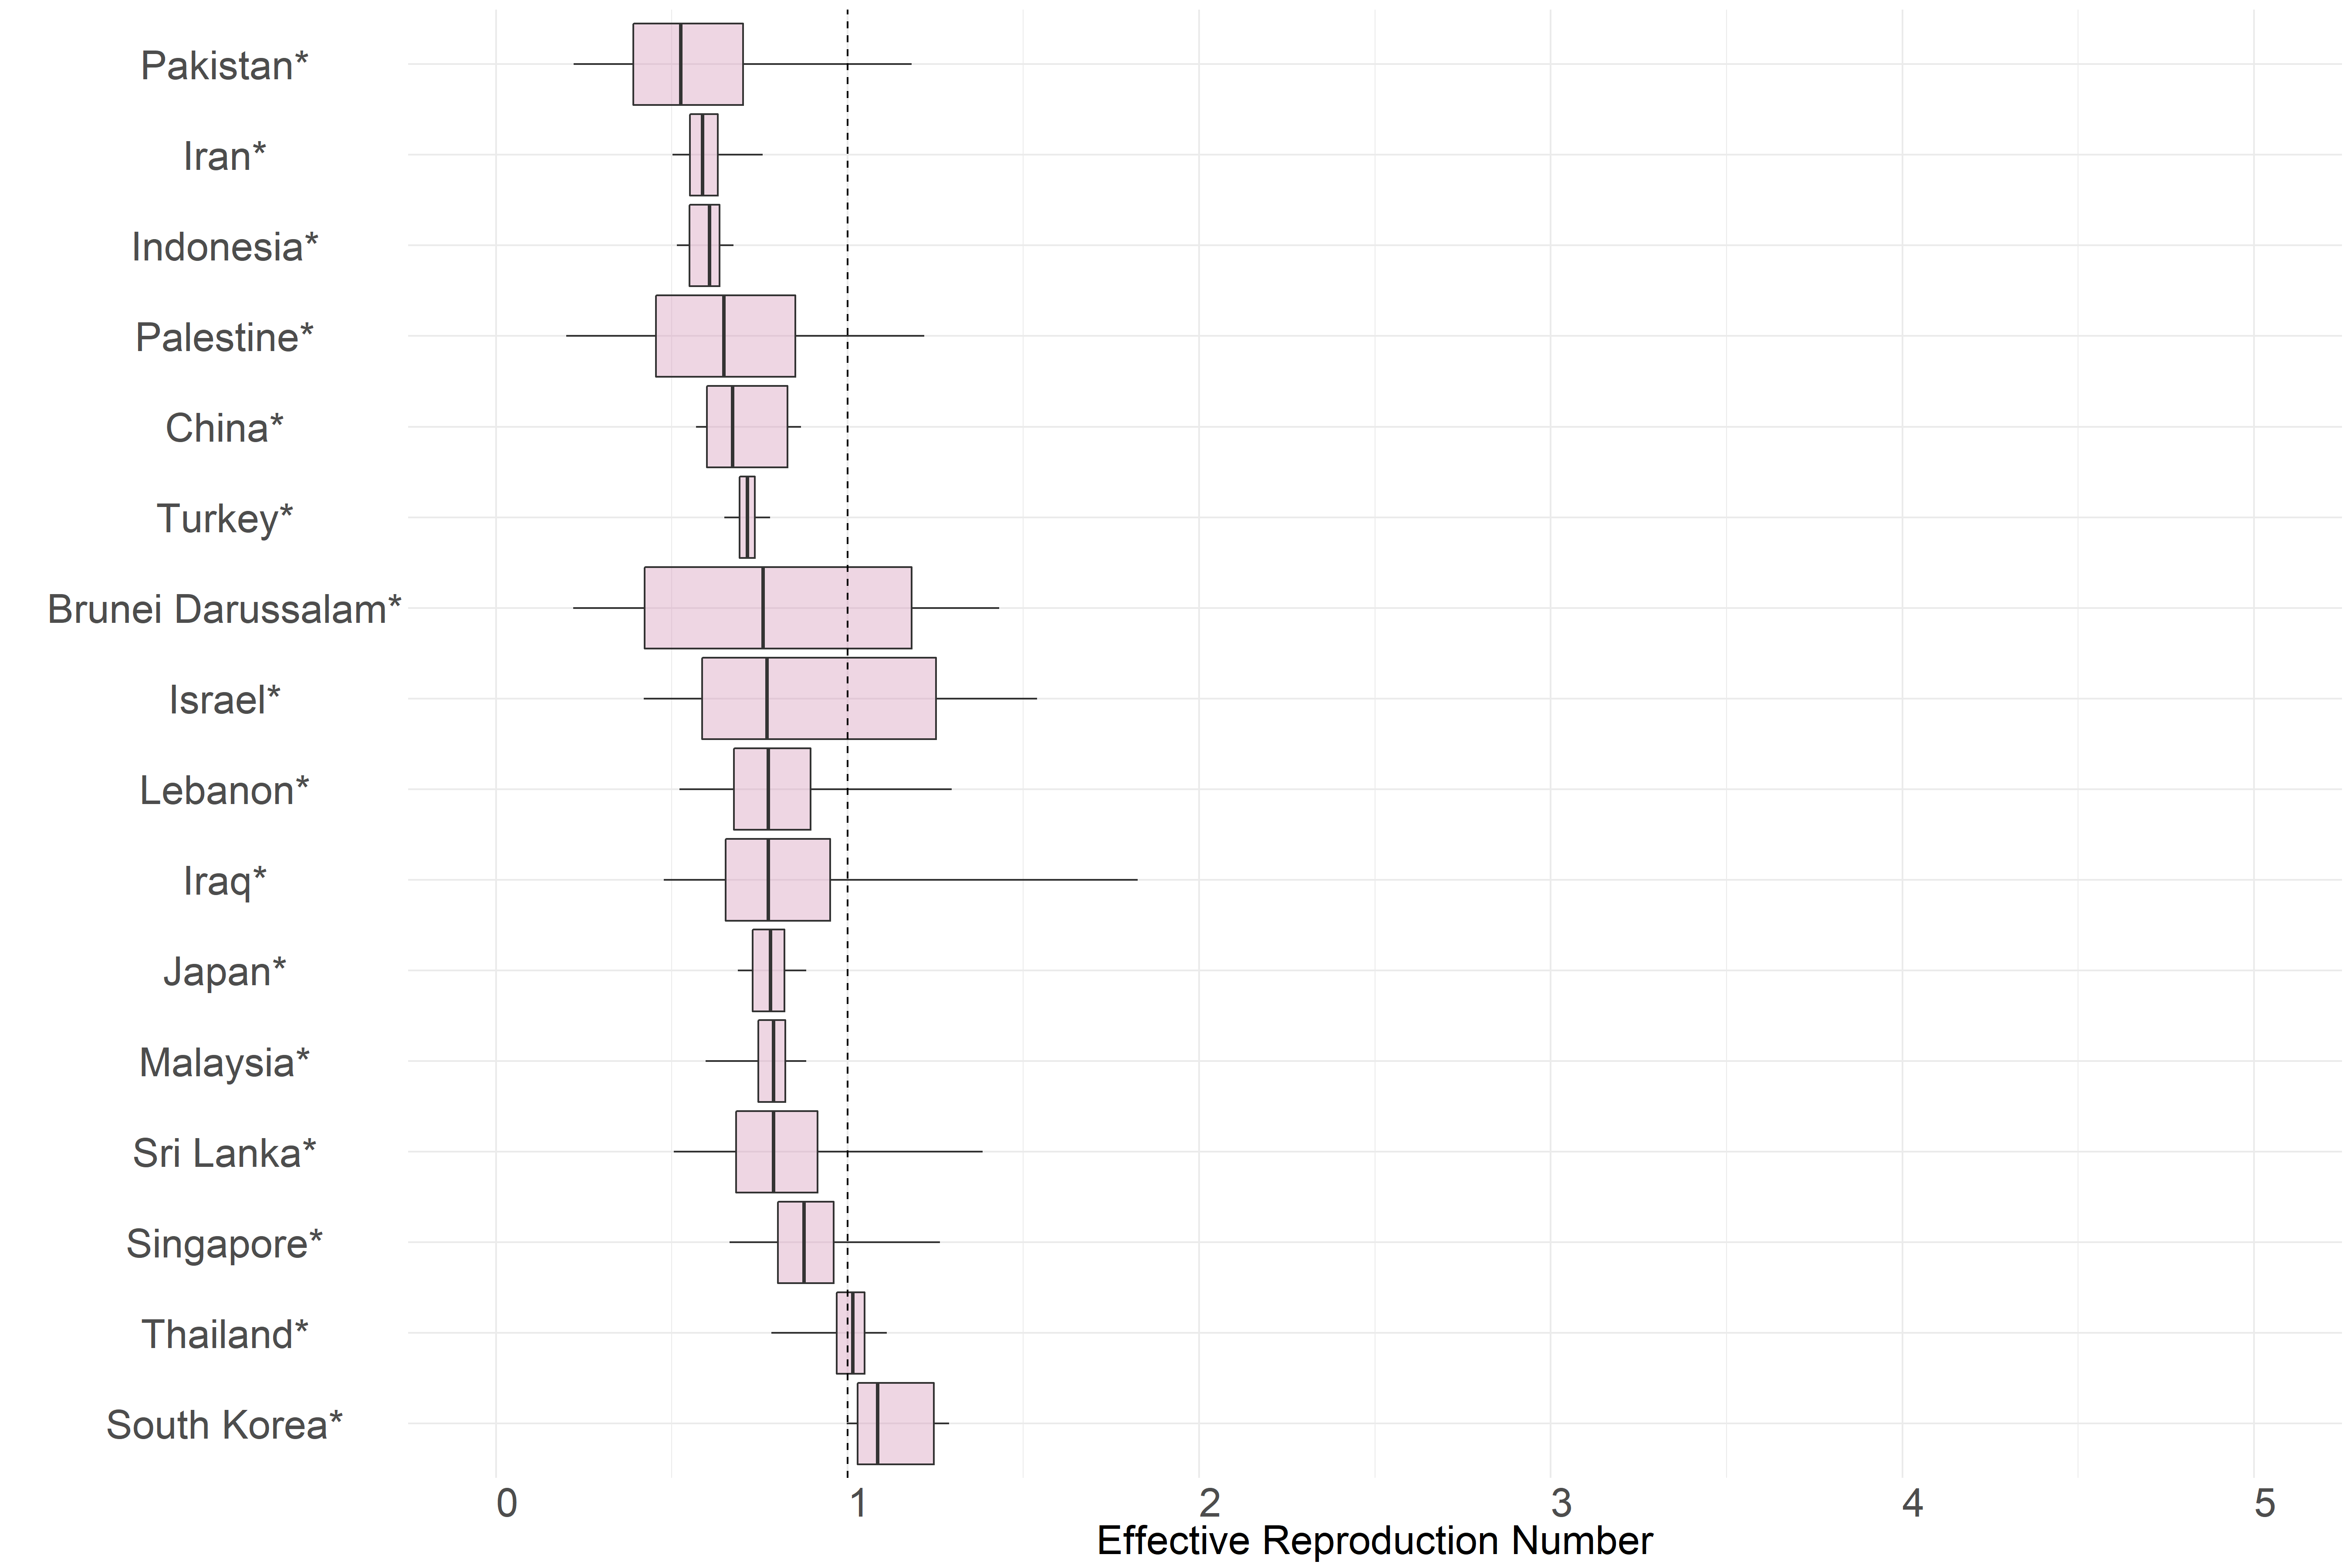 Pakistan*
Iran*
Indonesia*
Palestine*
China*
Turkey*
Brunei Darussalam*
Israel*
Lebanon*
Iraq*
Japan*
Malaysia*
Sri Lanka*
Singapore*
Thailand*
South Korea*
0 1 2 3 4 5
Effective Reproduction Number